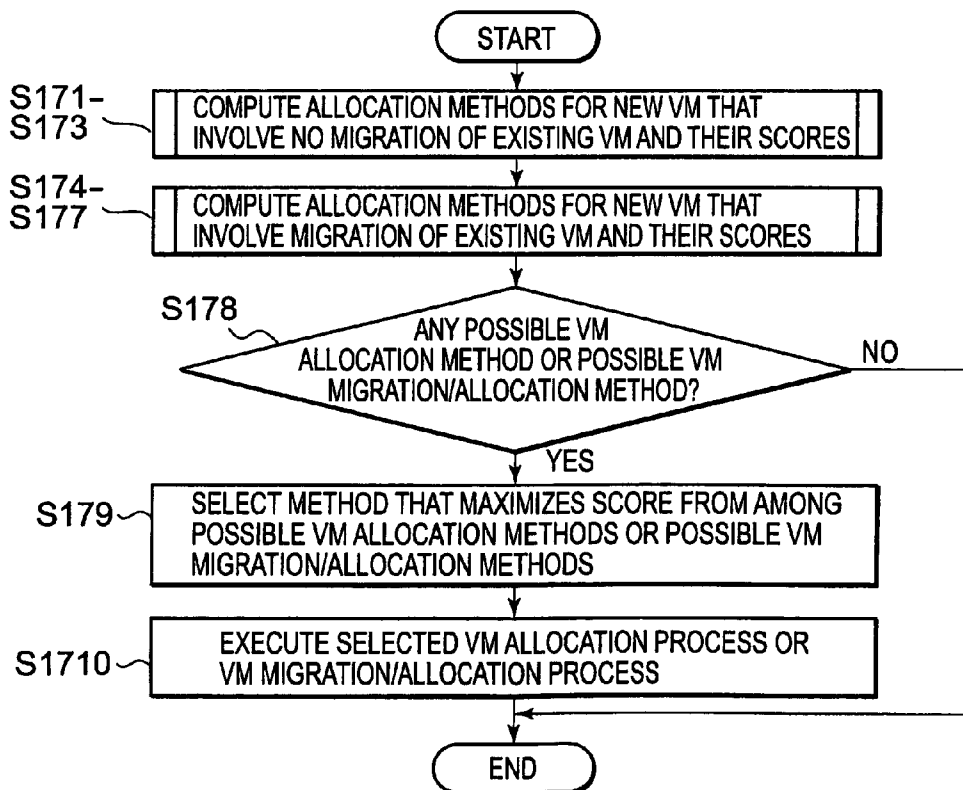 START
S171-
S173
COMPUTE ALLOCATION METHODS FOR NEW VM THAT
INVOLVE NO MIGRATION OF EXISTING VM AND THEIR SCORES
S174-
S177
COMPUTE ALLOCATION METHODS FOR NEW VM THAT
INVOLVE MIGRATION OF EXISTING VM AND THEIR SCORES
S178
ANY POSSIBLE VM
ALLOCATION METHOD OR POSSIBLE VM
MIGRATION/ALLOCATION METHOD?
NO
YES
S179
SELECT METHOD THAT MAXIMIZES SCORE FROM AMONG
POSSIBLE VM ALLOCATION METHODS OR POSSIBLE VM
MIGRATION/ALLOCATION METHODS
S1710
EXECUTE SELECTED VM ALLOCATION PROCESS OR
VM MIGRATION/ALLOCATION PROCESS
END